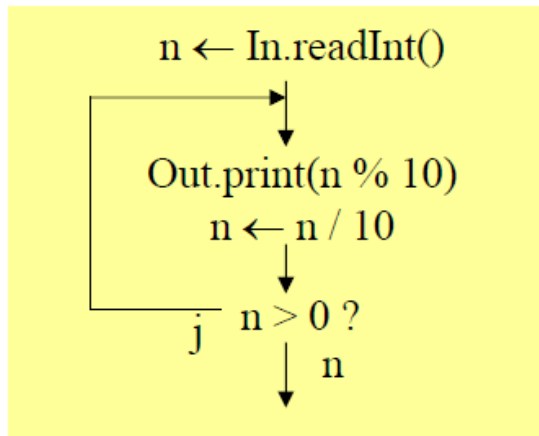 n ← In.readInt()
Out.print(n % 10)
n ← n / 10
n > 0 ?
j
n